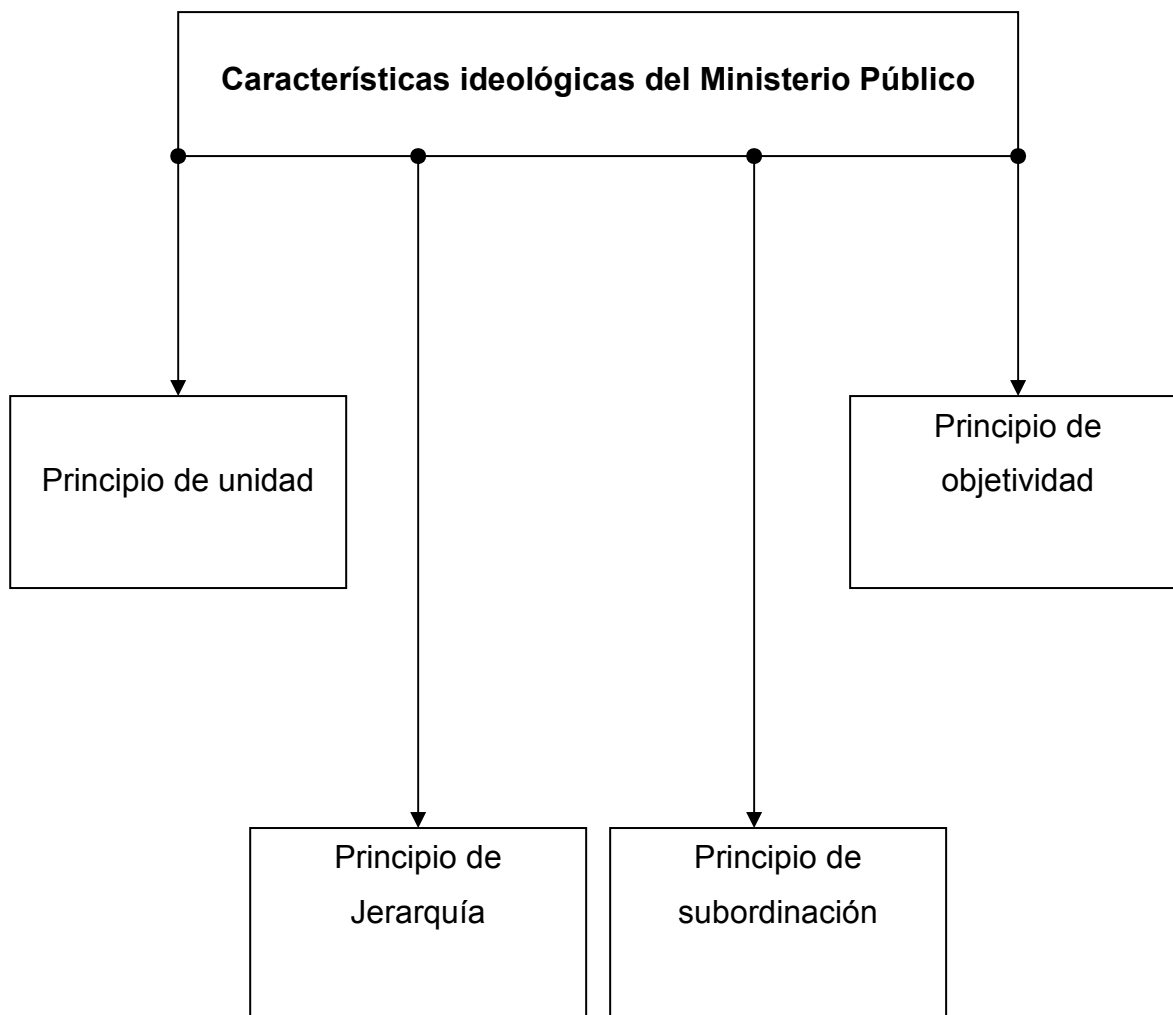 Características ideológicas del Ministerio Público
Principio de unidad
Principio de
objetividad
Principio de
Jerarquía
Principio de
subordinación